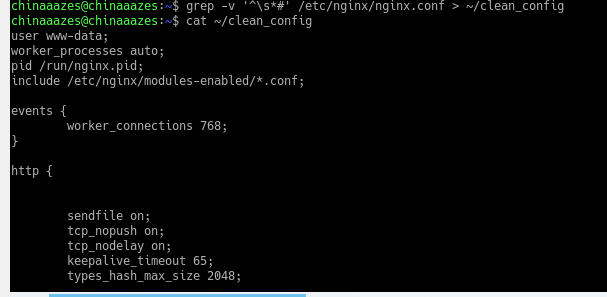 chinaaazes@chinaaazes:~$ grep -v '^\s*#' /etc/nginx/nginx.conf > ~/clean_config
chinaaazes@chinaaazes:~$ cat ~/clean_config
user www-data;
worker_processes auto;
pid /run/nginx.pid;
include /etc/nginx/modules-enabled/*.conf;
events {
worker_connections 768;
}
http {
sendfile on;
tcp_nopush on;
tcp_nodelay on;
keepalive_timeout 65;
types_hash_max_size 2048;